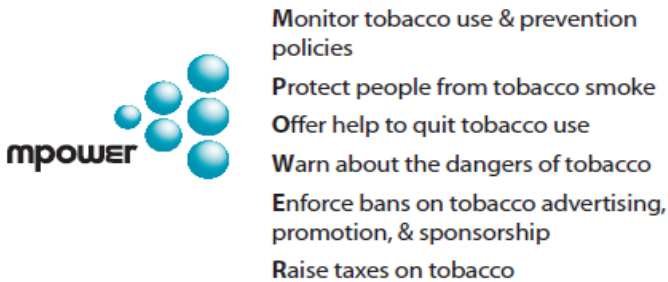 mpower
Monitor tobacco use & prevention
policies
Protect people from tobacco smoke
Offer help to quit tobacco use
Warn about the dangers of tobacco
Enforce bans on tobacco advertising,
promotion, & sponsorship
Raise taxes on tobacco